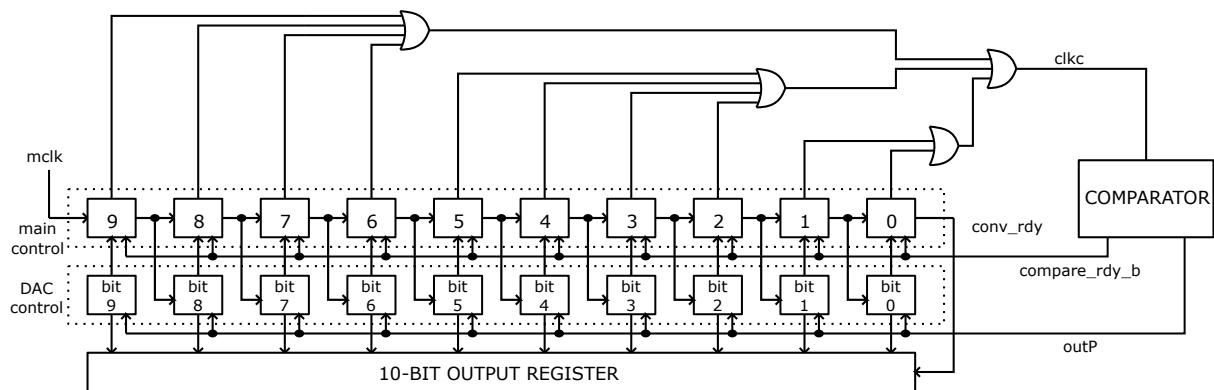 clkc
mclk
COMPARATOR
9 8 7 6 5 4 3 2 1 0
main
control
conv_rdy
compare_rdy_b
DAC
control
bit bit bit bit bit bit bit bit bit bit
9 8 7 6 5 4 3 2 1 0
outP
10-BIT OUTPUT REGISTER